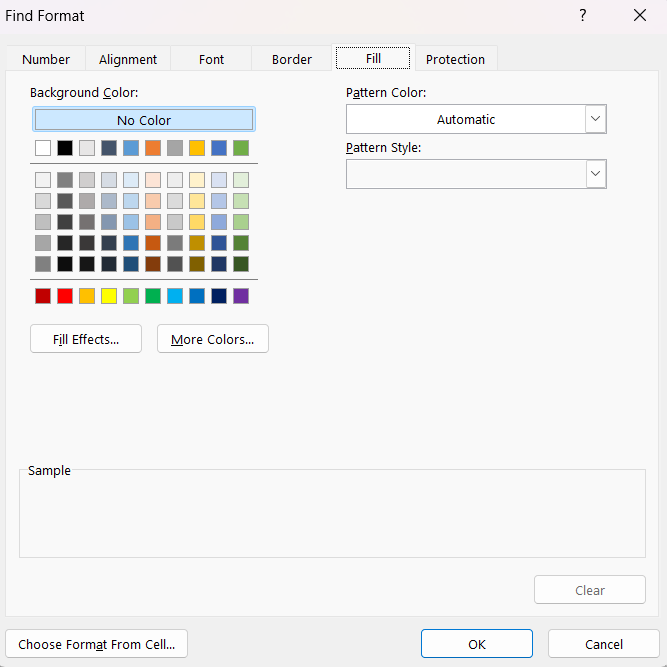 Find Format ?
Number Alignment Font Border Fill Protection
Background Color: Pattern Color:
No Color Automatic
Pattern Style:
Fill Effects... More Colors...
Sample
Clear
Choose Format From Cell... OK Cancel